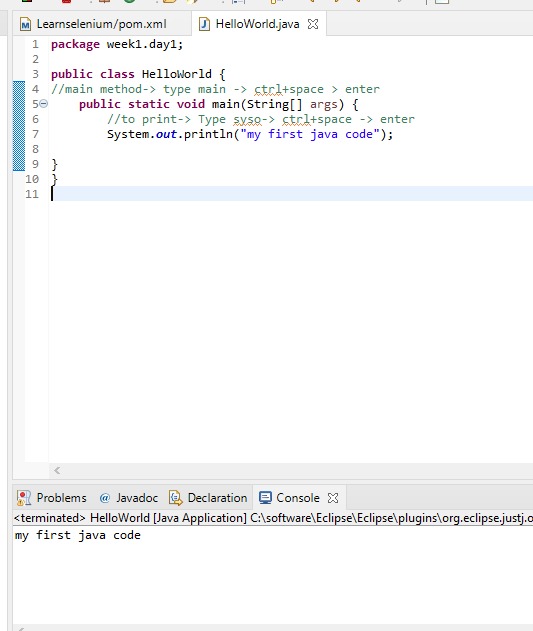 Learnselenium/pom.xml HelloWorld.java
1 package week1.day1;
2
3 public class HelloWorld {
4 //main method-> type main -> ctrl+space > enter
5 public static void main(String[] args) {
6 //to print-> Type syso-> ctrl+space -> enter
7 System.out.println("my first java code");
8
9 }
10 }
11
Problems @ Javadoc Declaration Console
<terminated> HelloWorld [Java Application] C:\software\Eclipse\Eclipse\plugins\org.eclipse.justj.o
my first java code